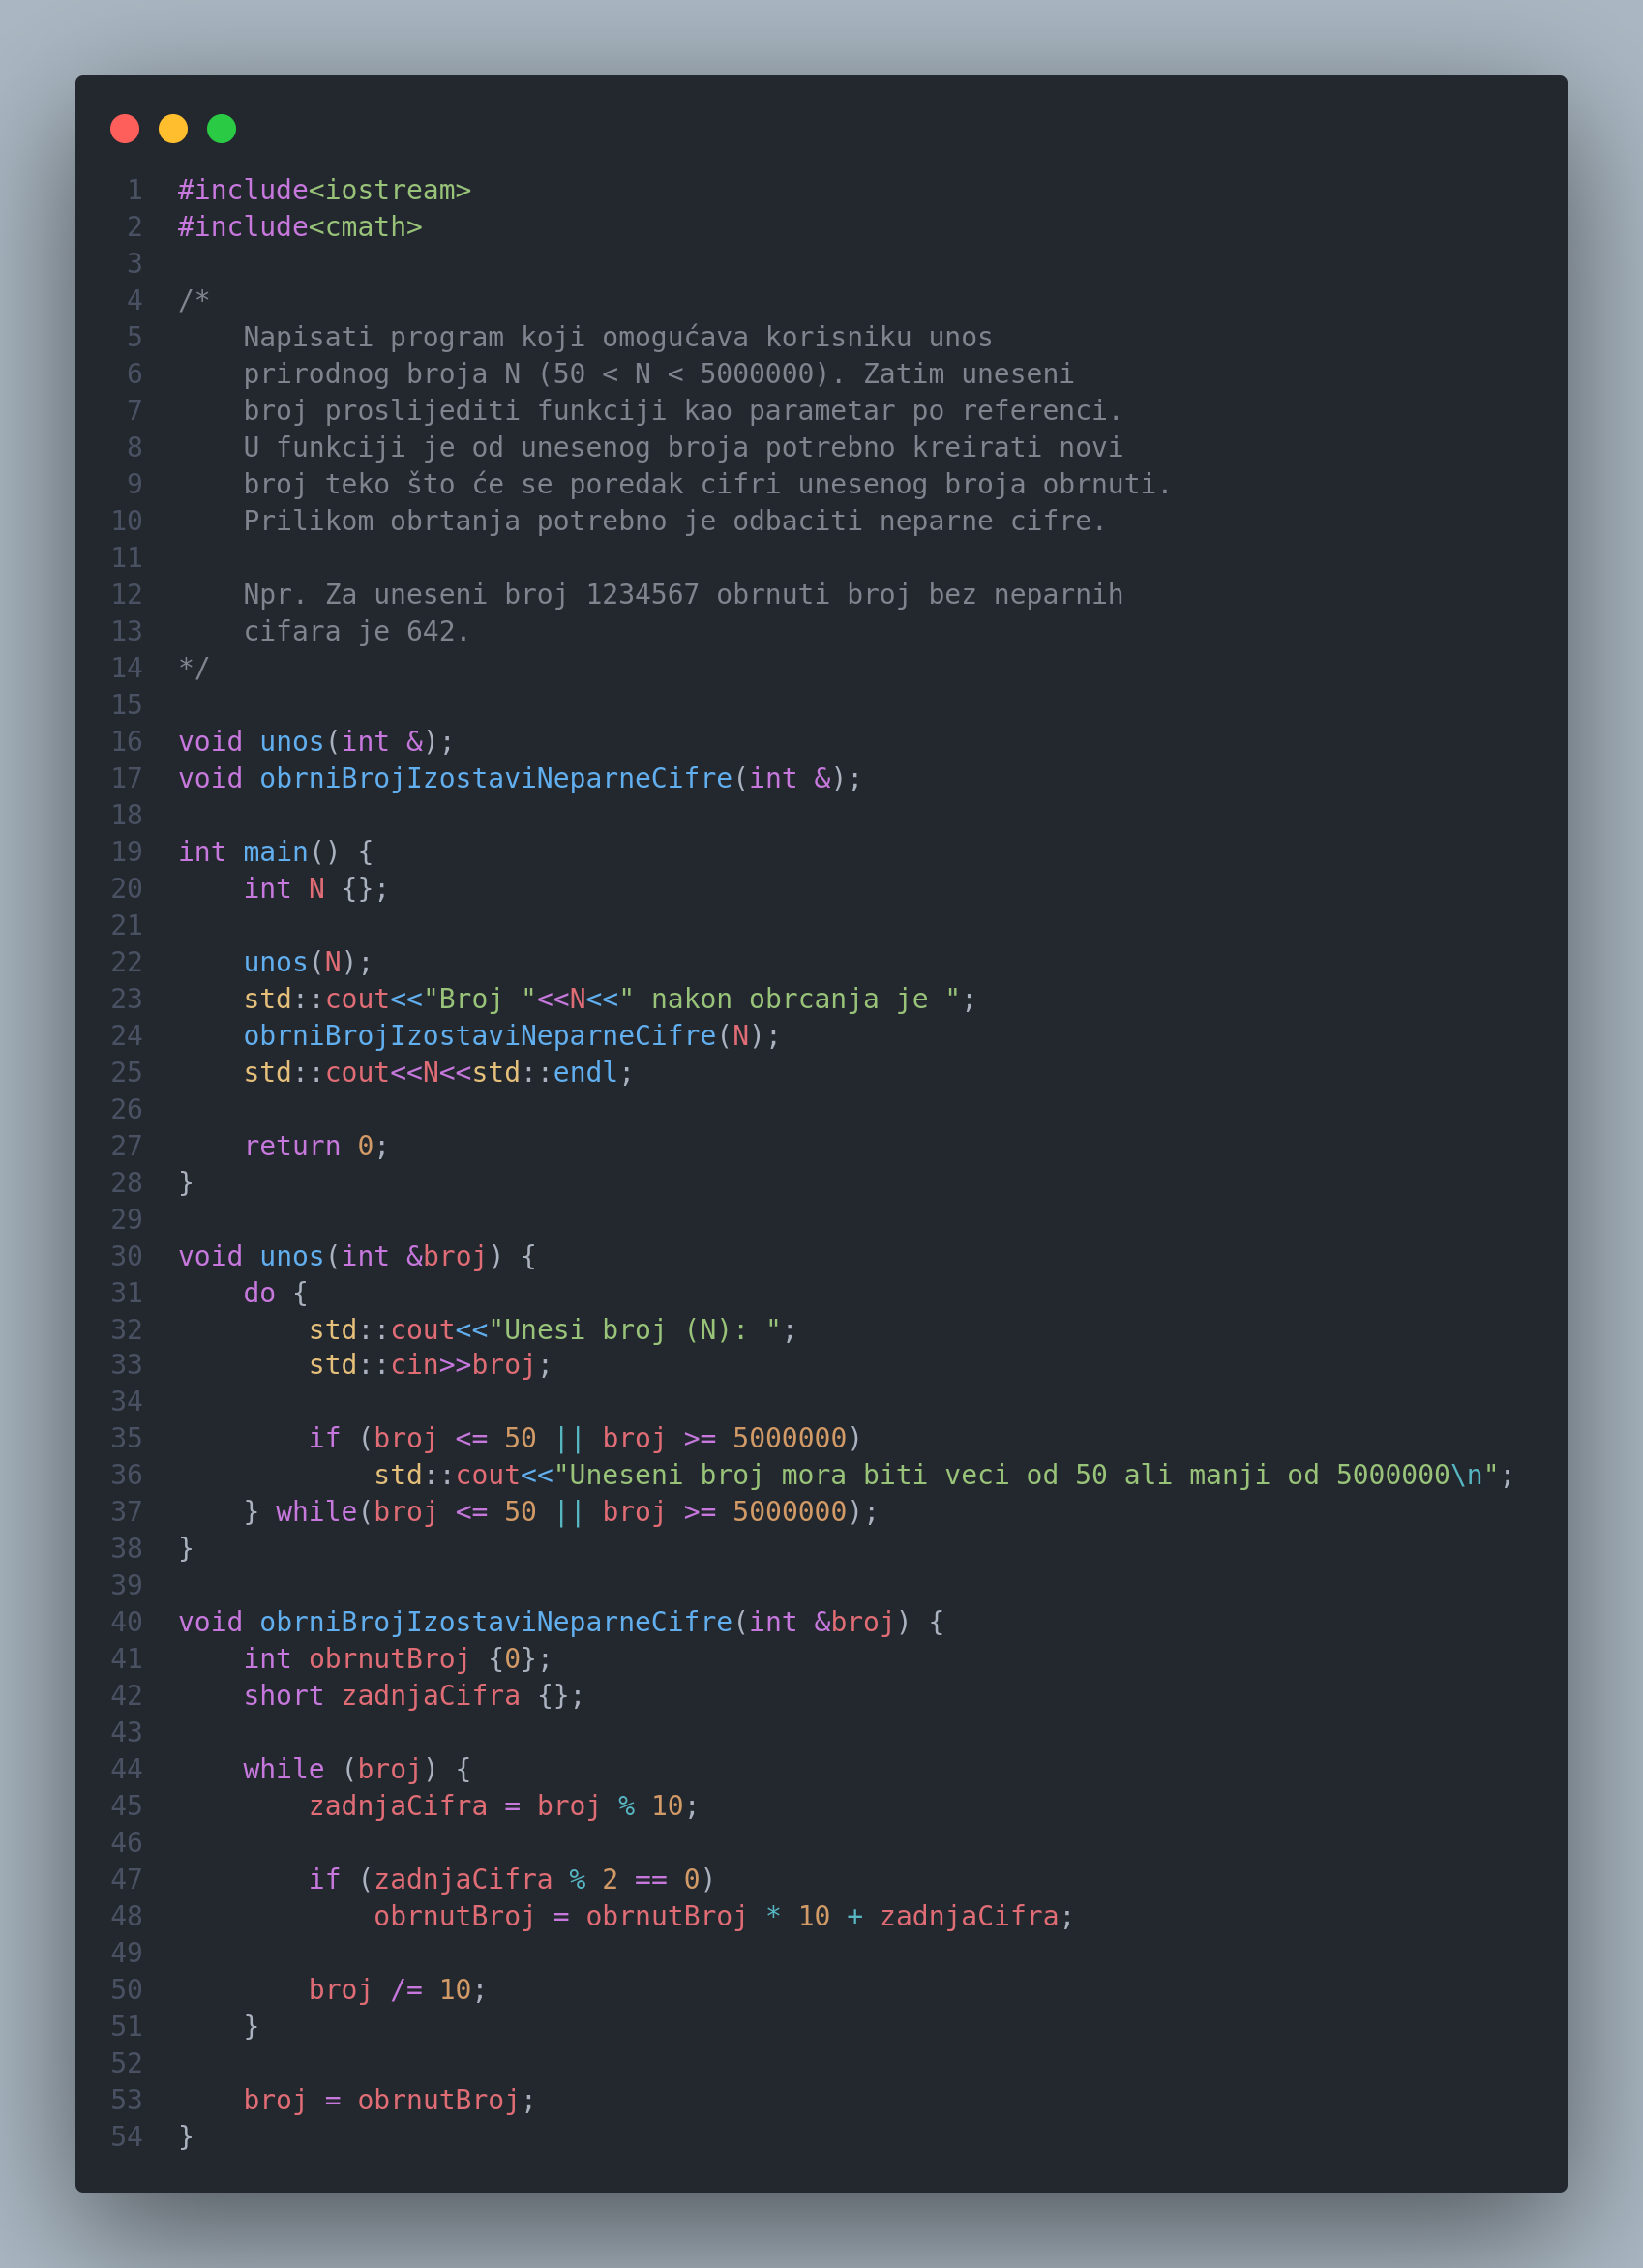 1 #include<iostream>
2 #include<cmath>
3
4 /*
5     Napisati program koji omogućava korisniku unos
6     prirodnog broja N (50 < N < 5000000). Zatim uneseni
7     broj proslijediti funkciji kao parametar po referenci.
8     U funkciji je od unesenog broja potrebno kreirati novi
9     broj teko što će se poredak cifri unesenog broja obrnuti.
10     Prilikom obrtanja potrebno je odbaciti neparne cifre.
11
12     Npr. Za uneseni broj 1234567 obrnuti broj bez neparnih
13     cifara je 642.
14 */
15
16 void unos(int &);
17 void obrniBrojIzostaviNeparneCifre(int &);
18
19 int main() {
20     int N {};
21
22     unos(N);
23     std::cout<<"Broj "<<N<<" nakon obrcanja je ";
24     obrniBrojIzostaviNeparneCifre(N);
25     std::cout<<N<<std::endl;
26
27     return 0;
28 }
29
30 void unos(int &broj) {
31     do {
32         std::cout<<"Unesi broj (N): ";
33         std::cin>>broj;
34
35         if (broj <= 50 || broj >= 5000000)
36             std::cout<<"Uneseni broj mora biti veci od 50 ali manji od 5000000\n";
37     } while(broj <= 50 || broj >= 5000000);
38 }
39
40 void obrniBrojIzostaviNeparneCifre(int &broj) {
41     int obrnutBroj {0};
42     short zadnjaCifra {};
43
44     while (broj) {
45         zadnjaCifra = broj % 10;
46
47         if (zadnjaCifra % 2 == 0)
48             obrnutBroj = obrnutBroj * 10 + zadnjaCifra;
49
50         broj /= 10;
51     }
52
53     broj = obrnutBroj;
54 }